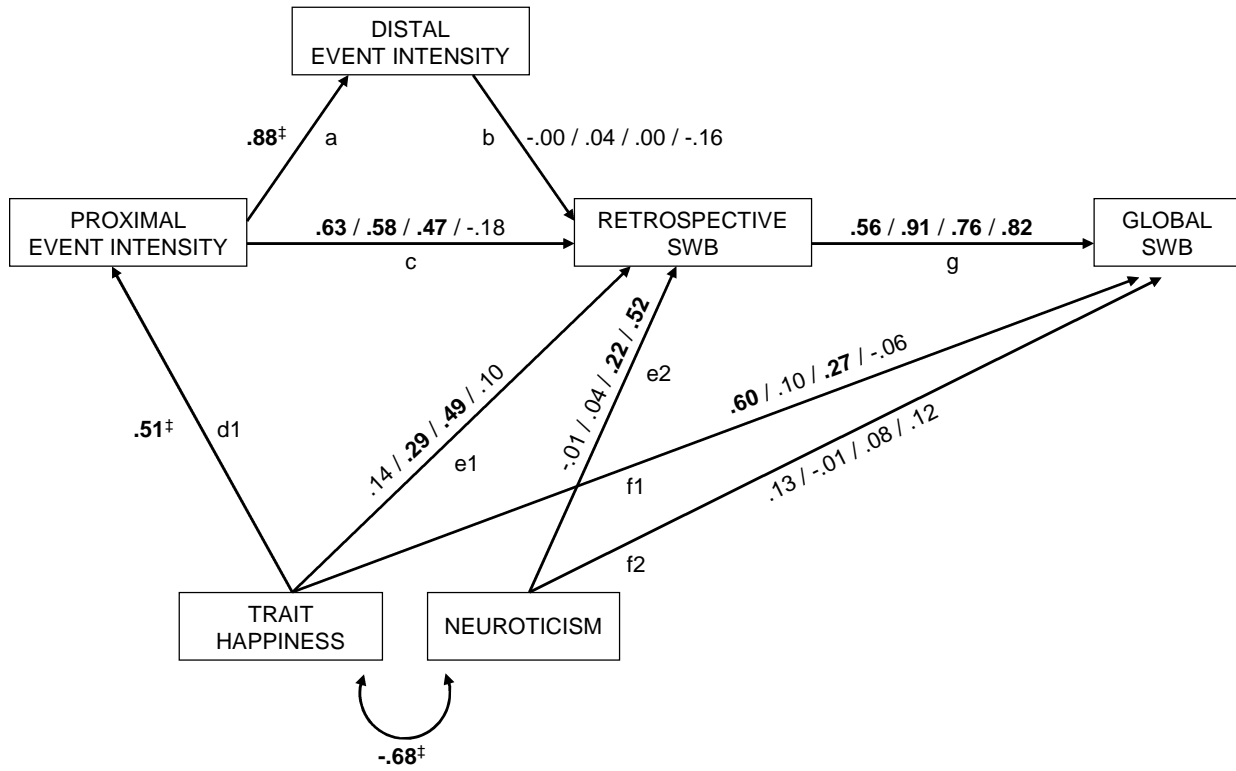 DISTAL
EVENT INTENSITY
.88‡
a
b
-.00 / .04 / .00 / -.16
PROXIMAL
EVENT INTENSITY
.63 / .58 / .47 / -.18
c
RETROSPECTIVE
SWB
.56 / .91 / .76 / .82
g
GLOBAL
SWB
.51‡
d1
.14 / .29 / .49 / .10
e1
-.01 / .04 / .22 / .52
e2
.60 / .10 / .27 / -.06
f1
.13 / -.01 / .08 / .12
f2
TRAIT
HAPPINESS
NEUROTICISM
-.68‡